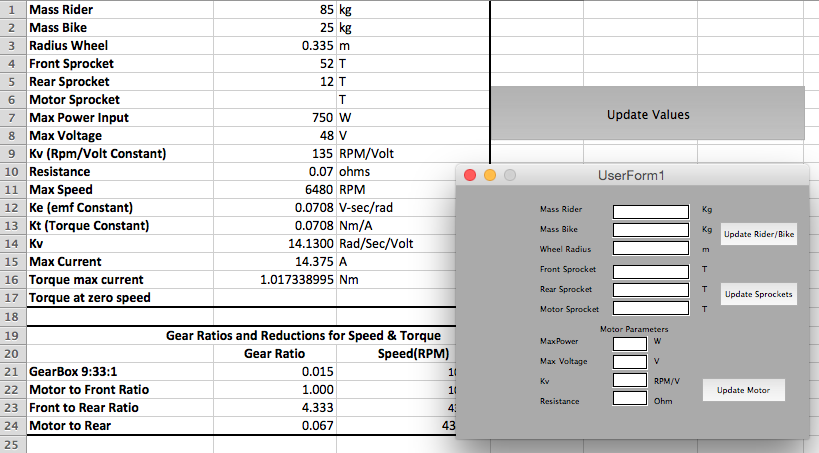 1 Mass Rider 85 kg
2 Mass Bike 25 kg
3 Radius Wheel 0.335 m
4 Front Sprocket 52 T
5 Rear Sprocket 12 T
6 Motor Sprocket T
7 Max Power Input 750 W
8 Max Voltage 48 V
9 Kv (Rpm/Volt Constant) 135 RPM/Volt
10 Resistance 0.07 ohms
11 Max Speed 6480 RPM
12 Ke (emf Constant) 0.0708 V-sec/rad
13 Kt (Torque Constant) 0.0708 Nm/A
14 Kv 14.1300 Rad/Sec/Volt
15 Max Current 14.375 A
16 Torque max current 1.017338995 Nm
17 Torque at zero speed
18
19 Gear Ratios and Reductions for Speed & Torque
20 Gear Ratio Speed(RPM)
21 GearBox 9:33:1 0.015 10
22 Motor to Front Ratio 1.000 10
23 Front to Rear Ratio 4.333 43
24 Motor to Rear 0.067 43
25
Update Values
UserForm1
Mass Rider Kg
Mass Bike Kg
Update Rider/Bike
Wheel Radius m
Front Sprocket T
Rear Sprocket T
Update Sprockets
Motor Sprocket T
Motor Parameters
MaxPower W
Max Voltage V
Kv RPM/V
Update Motor
Resistance Ohm